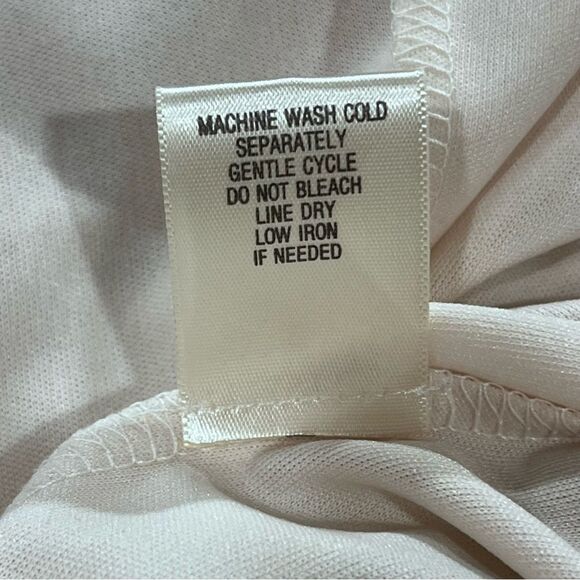 MACHINE WASH COLD
SEPARATELY
GENTLE CYCLE
DO NOT BLEACH
LINE DRY
LOW IRON
IF NEEDED